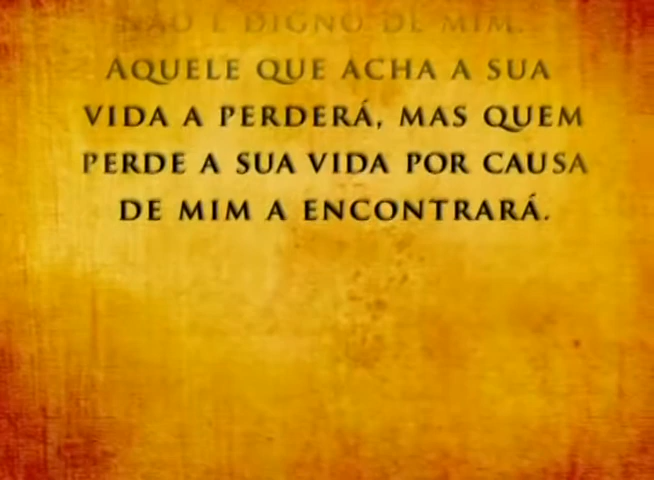 NÃO É DIGNO DE MIM.
AQUELE QUE ACHA A SUA
VIDA A PERDERÁ, MAS QUEM
PERDE A SUA VIDA POR CAUSA
DE MIM A ENCONTRARÁ.